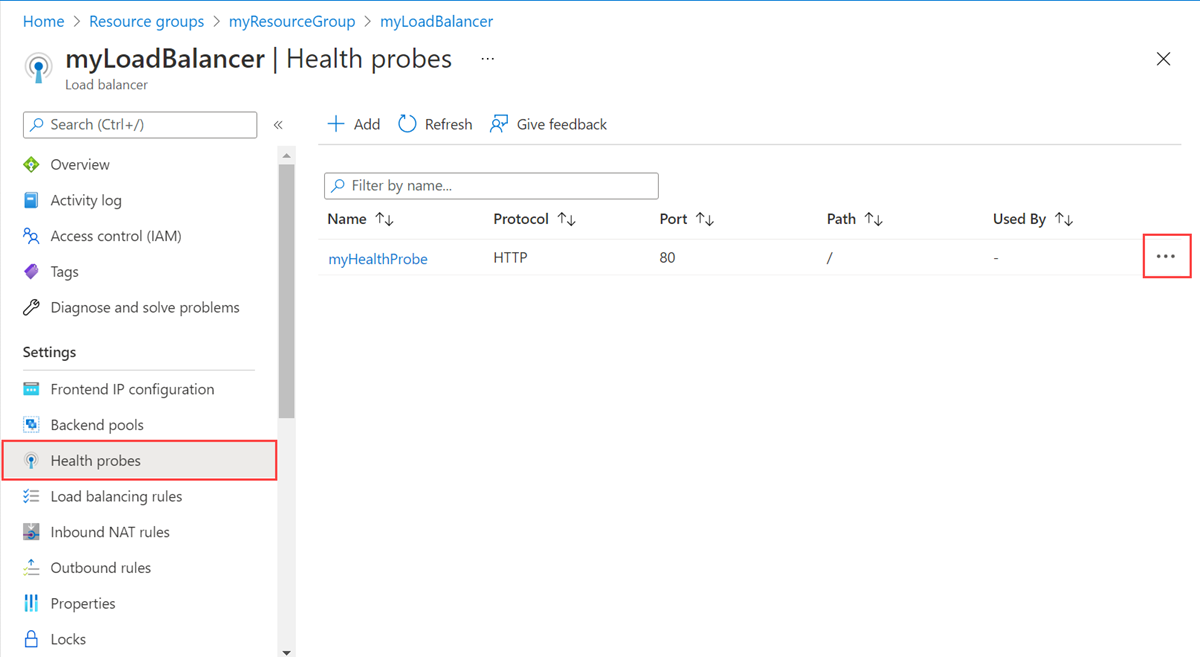 Home > Resource groups > myResourceGroup > myLoadBalancer
myLoadBalancer | Health probes ...
Load balancer
Search (Ctrl+/) «
Overview
Activity log
Access control (IAM)
Tags
Diagnose and solve problems
Settings
Frontend IP configuration
Backend pools
Health probes
Load balancing rules
Inbound NAT rules
Outbound rules
Properties
Locks
+ Add Refresh Give feedback
Filter by name...
Name ↑↓ Protocol ↑↓ Port ↑↓ Path ↑↓ Used By ↑↓
myHealthProbe HTTP 80 / - ...